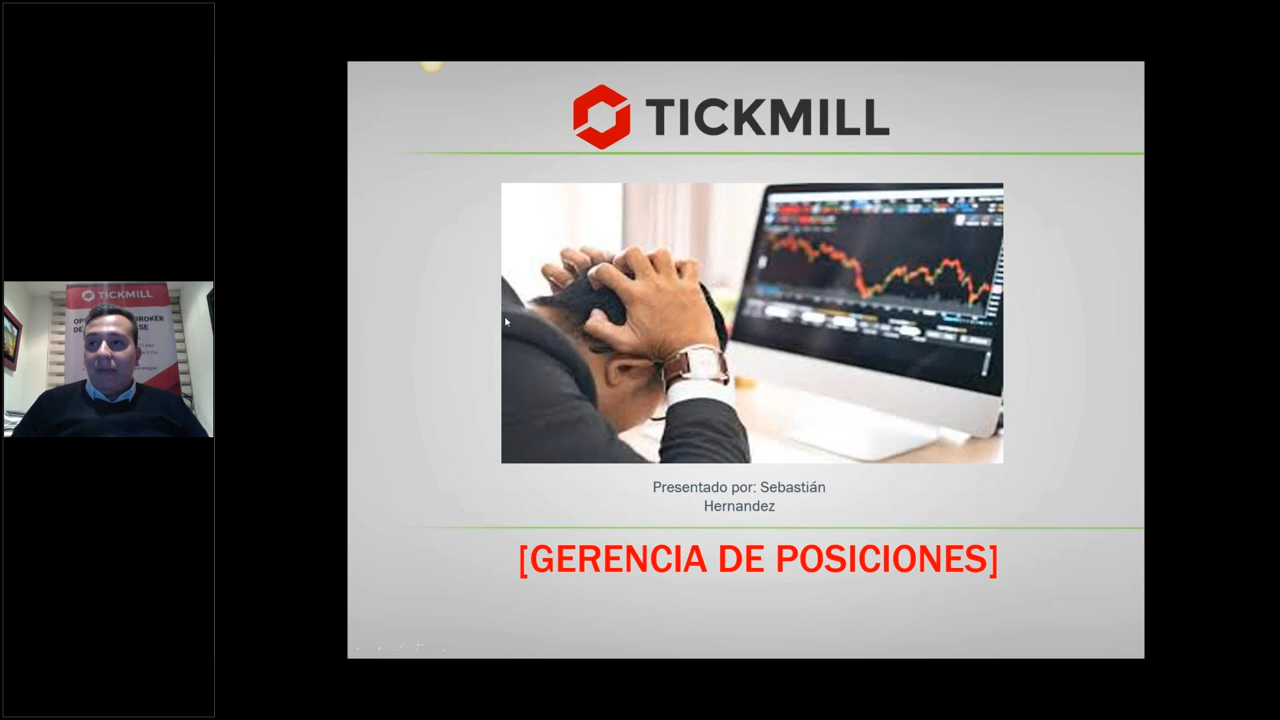 TICKMILL
Presentado por: Sebastián
Hernandez
[GERENCIA DE POSICIONES]
TICKMILL